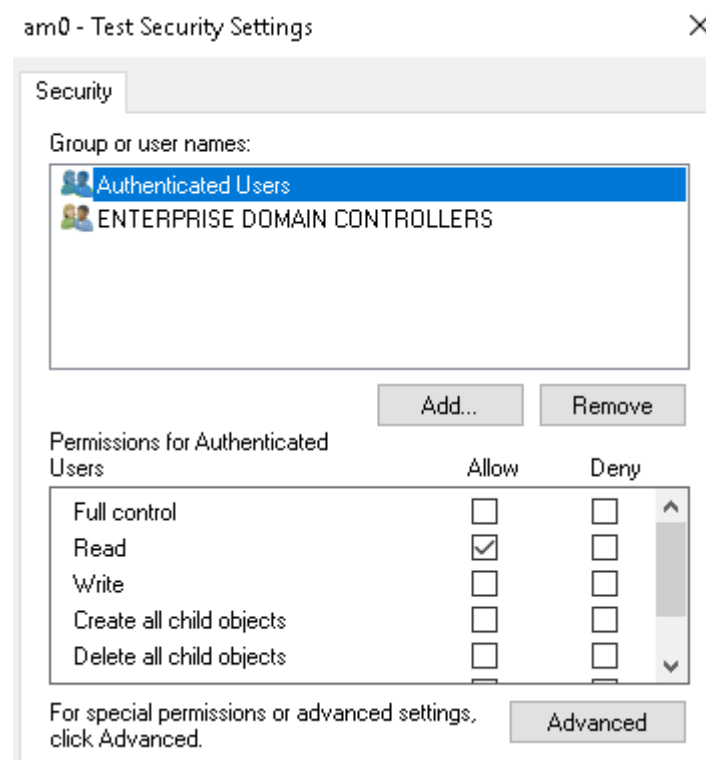 am0 - Test Security Settings
Security
Group or user names:
Authenticated Users
ENTERPRISE DOMAIN CONTROLLERS
Add... Remove
Permissions for Authenticated
Users Allow Deny
Full control
Read
Write
Create all child objects
Delete all child objects
For special permissions or advanced settings,
click Advanced.
Advanced